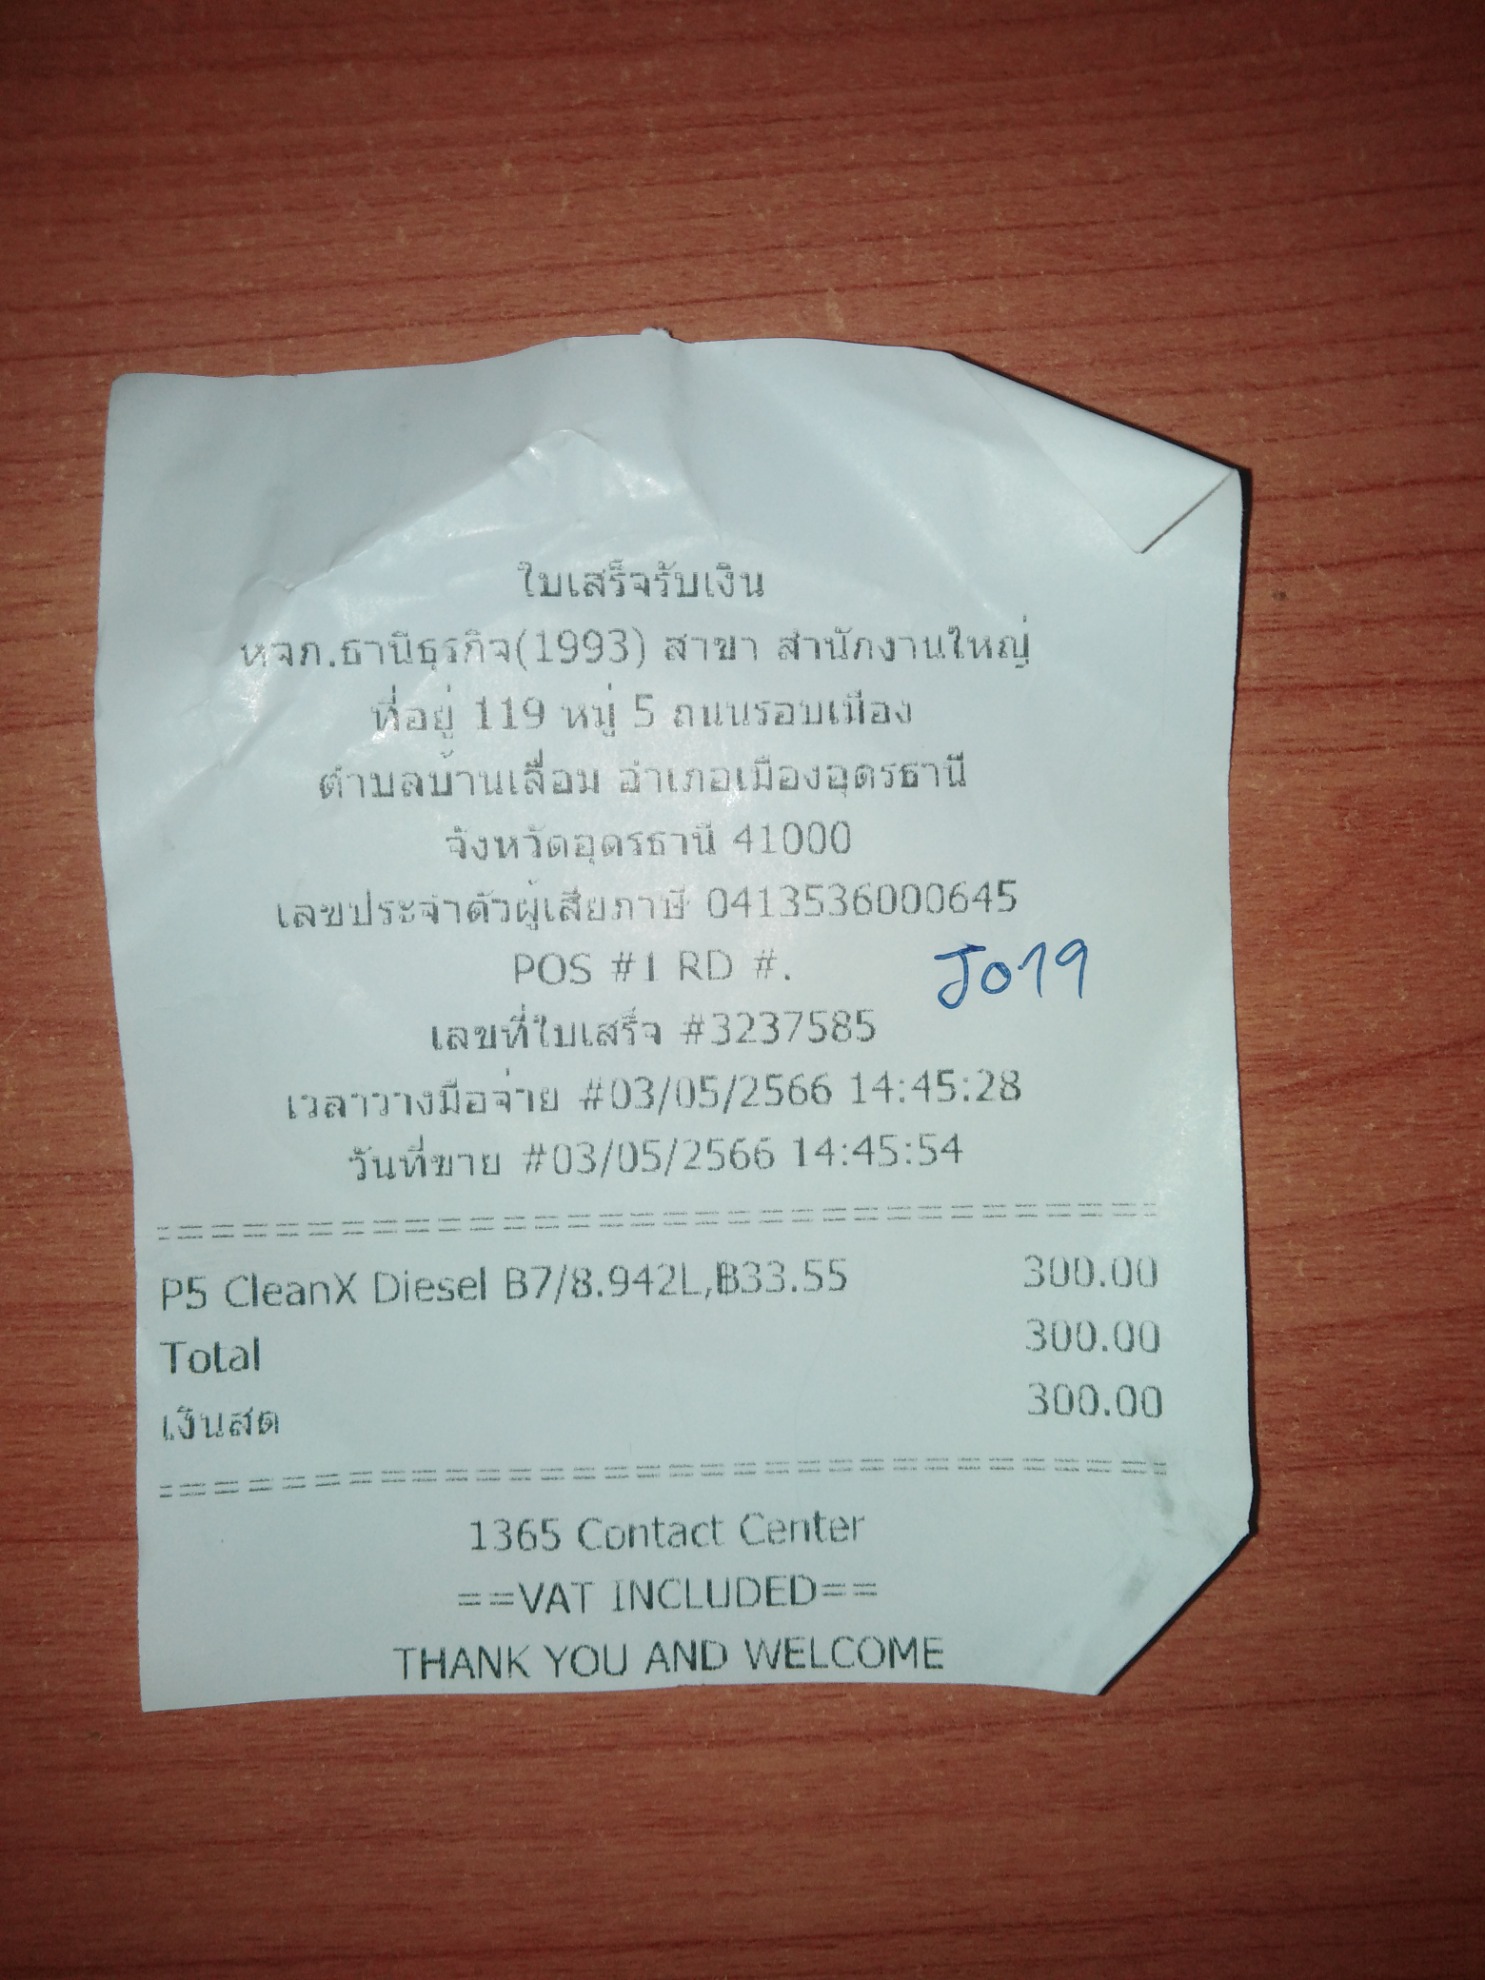 ใบเสร็จรับเงิน
หจก.ธานีธุรกิจ(1993) สาขา สำนักงานใหญ่
ที่อยู่ 119 หมู่ 5 ถนนรอบเมือง
ตำบลบ้านเลื่อม อำเภอเมืองอุดรธานี
จังหวัดอุดรธานี 41000
เลขประจำตัวผู้เสียภาษี 0413536000645
POS #1 RD #.
J019
เลขที่ใบเสร็จ #3237585
เวลาวางมือจ่าย #03/05/2566 14:45:28
วันที่ขาย #03/05/2566 14:45:54
P5 CleanX Diesel B7/8.942L,฿33.55 300.00
Total 300.00
เงินสด 300.00
1365 Contact Center
==VAT INCLUDED==
THANK YOU AND WELCOME